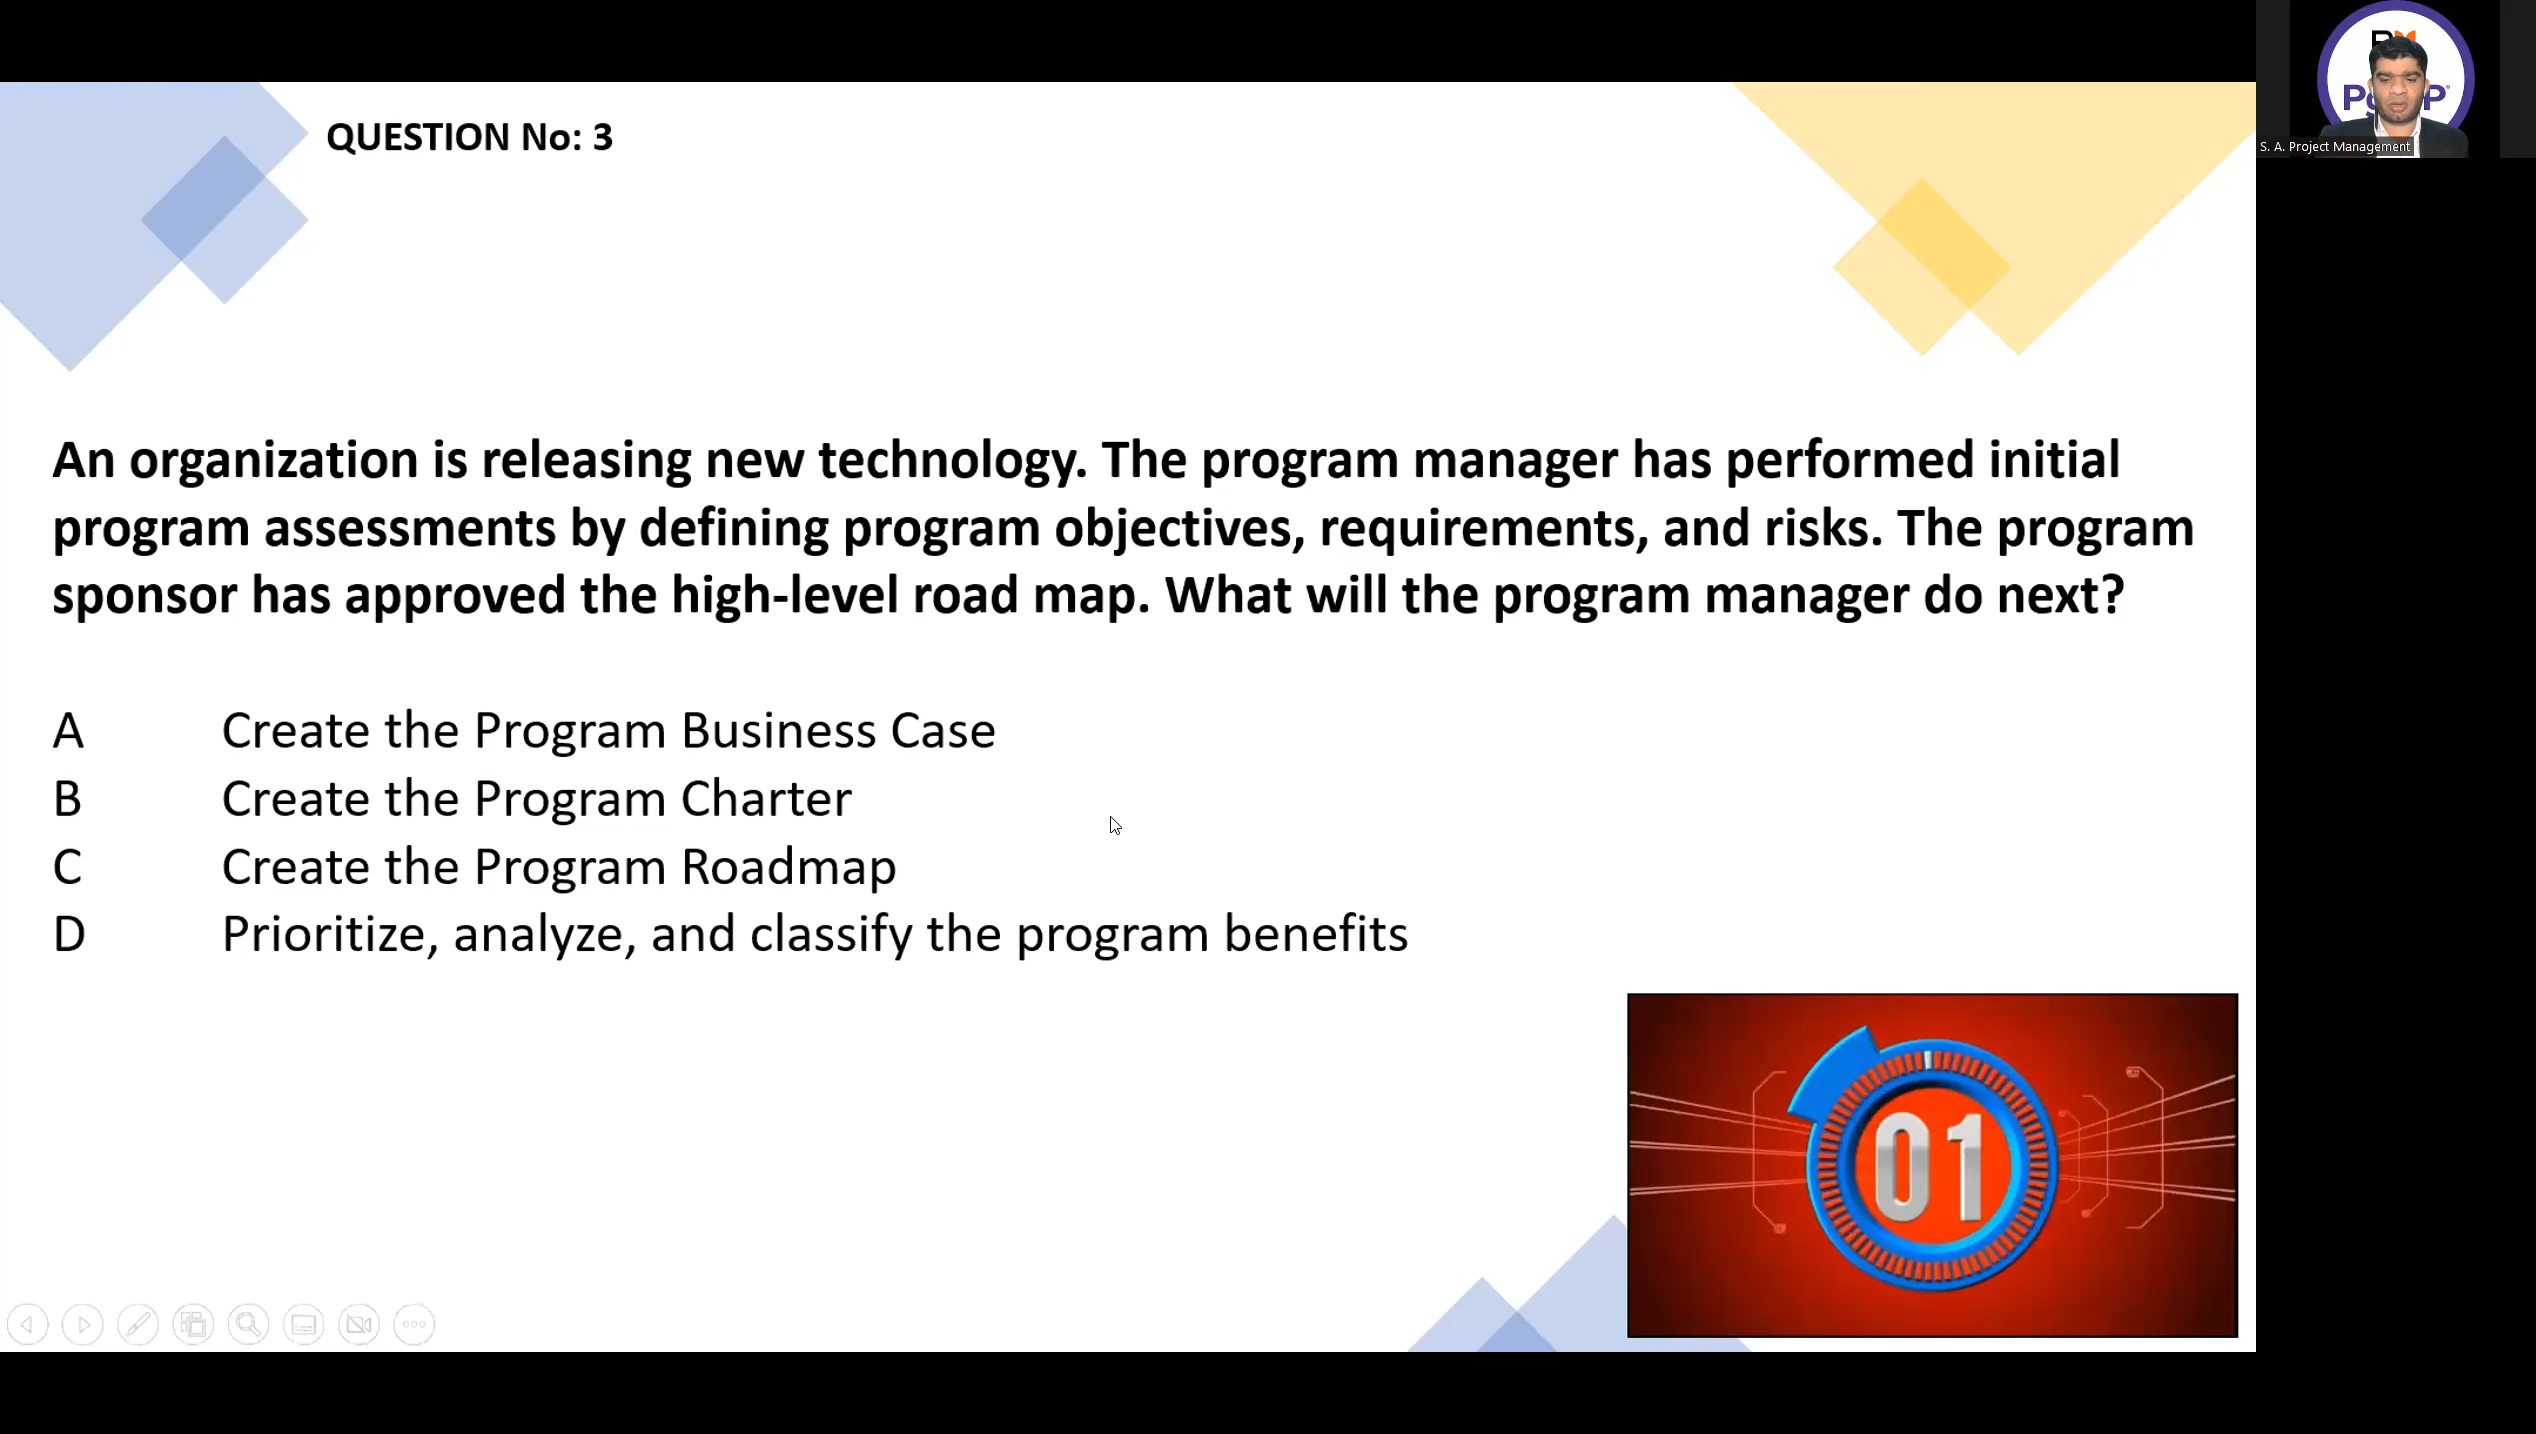 QUESTION No: 3
S. A. Project Management
An organization is releasing new technology. The program manager has performed initial
program assessments by defining program objectives, requirements, and risks. The program
sponsor has approved the high-level road map. What will the program manager do next?
A Create the Program Business Case
B Create the Program Charter
C Create the Program Roadmap
D Prioritize, analyze, and classify the program benefits
01